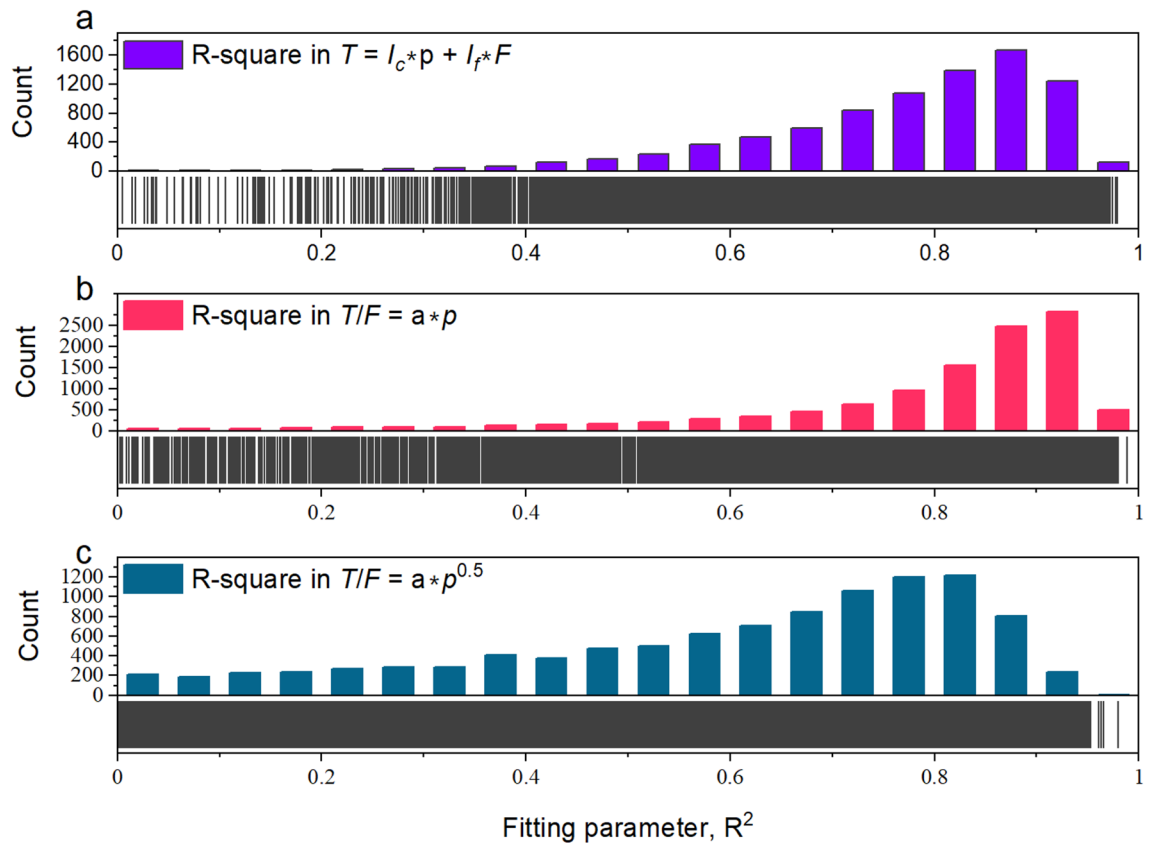 a
R-square in T = Ic*p + If*F
Count
1600
1200
800
400
0
0 0.2 0.4 0.6 0.8 1
b
R-square in T/F = a*p
Count
2500
2000
1500
1000
500
0
0 0.2 0.4 0.6 0.8 1
c
R-square in T/F = a*p^0.5
Count
1200
1000
800
600
400
200
0
0 0.2 0.4 0.6 0.8 1
Fitting parameter, R²